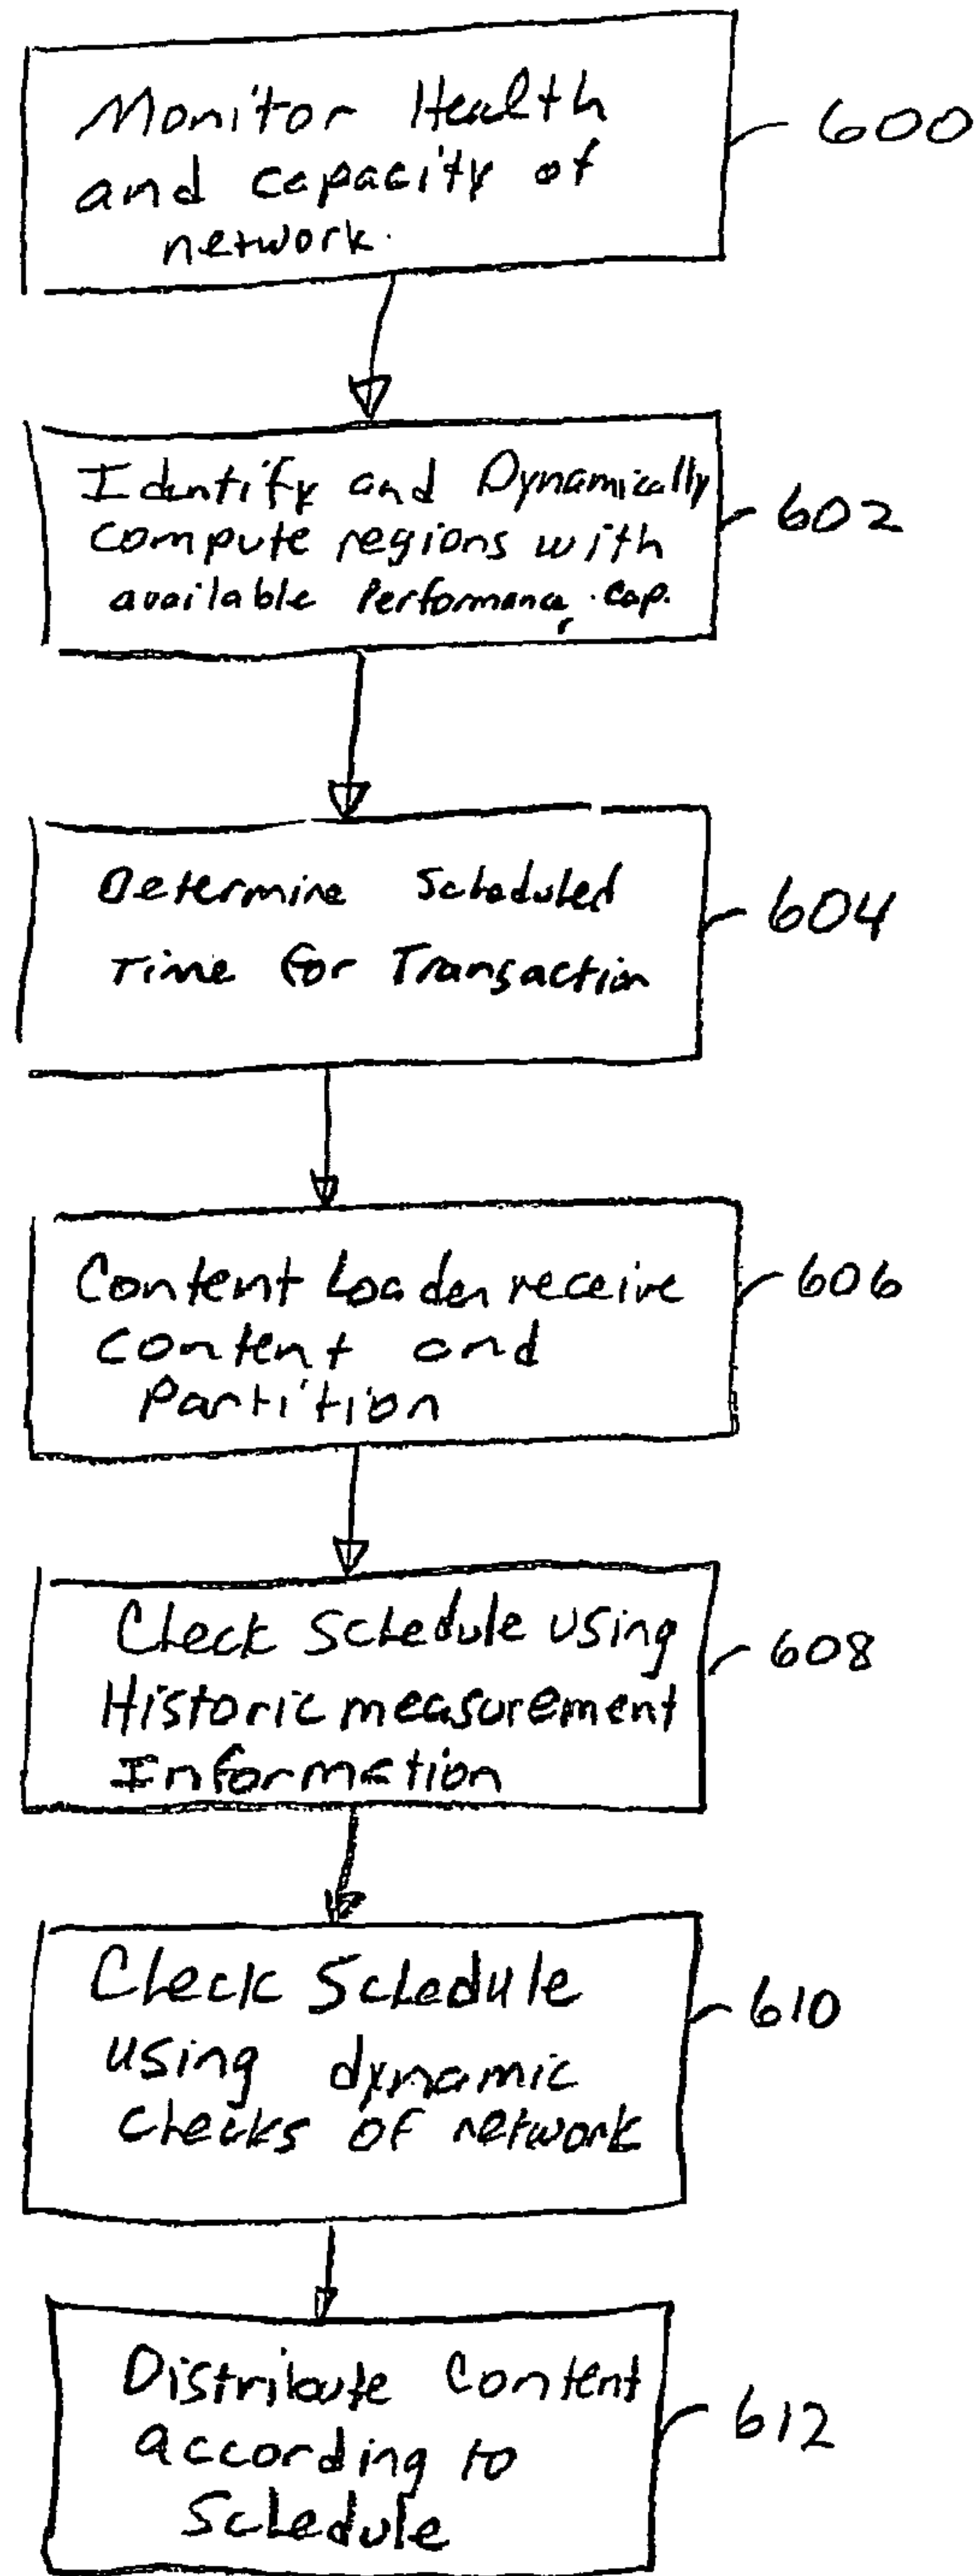 Monitor Health
and capacity of
network.
600
Identify and Dynamically
compute regions with
available Performance, Cap.
602
Determine Scheduled
Time for Transaction
604
Content Loader receive
content and
Partition
606
Check Schedule using
Historic measurement
Information
608
Check Schedule
using dynamic
checks of network
610
Distribute Content
according to
Schedule
612